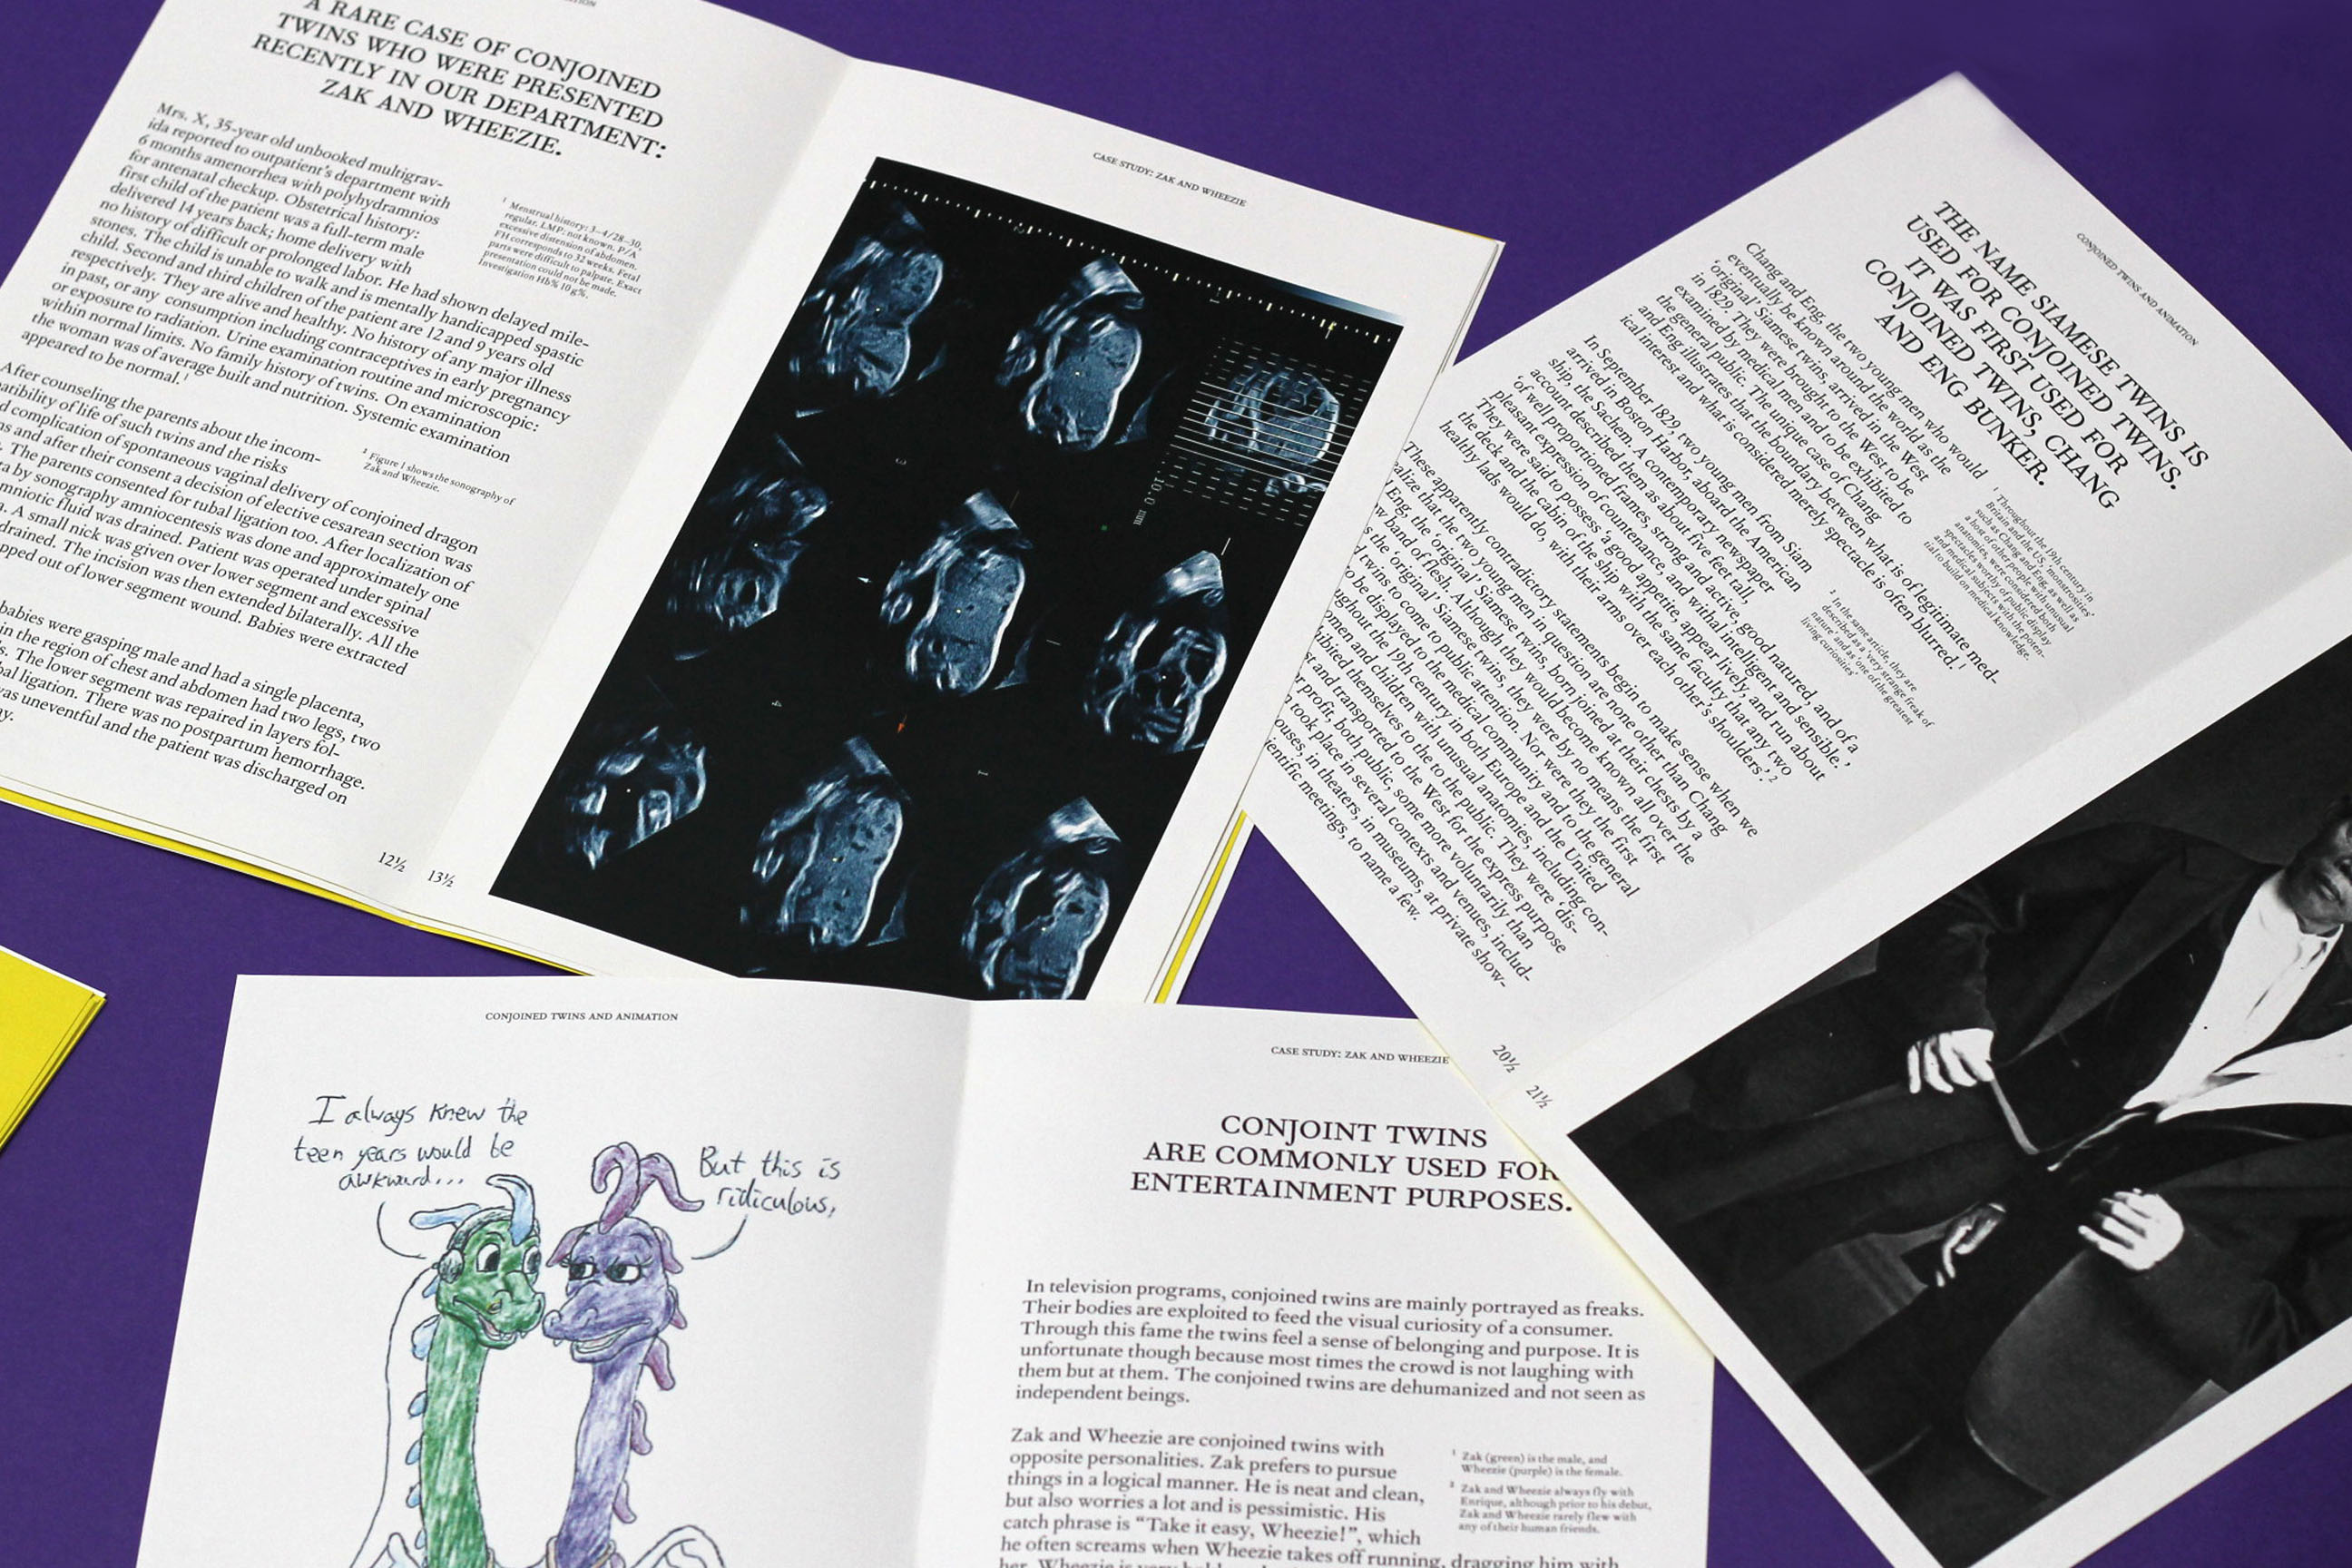 A RARE CASE OF CONJOINED
TWINS WHO WERE PRESENTED
RECENTLY IN OUR DEPARTMENT:
ZAK AND WHEEZIE.
Mrs. X, 35-year old unbooked multigrav-
ida reported to outpatient's department with
6 months amenorrhea with polyhydramnios
for antenatal checkup. Obstetrical history:
first child of the patient was a full-term male
delivered 14 years back; home delivery with
no history of difficult or prolonged labor. He had shown delayed mile-
stones. The child is unable to walk and is mentally handicapped spastic
child. Second and third children of the patient are 12 and 9 years old
respectively. They are alive and healthy. No history of any major illness
in past, or any consumption including contraceptives in early pregnancy
or exposure to radiation. Urine examination routine and microscopic:
within normal limits. No family history of twins. On examination
the woman was of average built and nutrition. Systemic examination
appeared to be normal.¹
¹ Menstrual history: 3–4/28–30,
regular. LMP: not known. P/A
excessive distension of abdomen.
FH corresponds to 32 weeks. Fetal
parts were difficult to palpate. Exact
presentation could not be made.
Investigation Hb% 10 g%.
After counseling the parents about the incom-
atibility of life of such twins and the risks
d complication of spontaneous vaginal delivery of conjoined dragon
ns and after their consent a decision of elective cesarean section was
. The parents consented for tubal ligation too. After localization of
ra by sonography amniocentesis was done and approximately one
mniotic fluid was drained. Patient was operated under spinal
a. A small nick was given over lower segment and excessive
drained. The incision was then extended bilaterally. All the
pped out of lower segment wound. Babies were extracted
² Figure 1 shows the sonography of
Zak and Wheezie.
babies were gasping male and had a single placenta,
in the region of chest and abdomen had two legs, two
s. The lower segment was repaired in layers fol-
bal ligation. There was no postpartum hemorrhage.
was uneventful and the patient was discharged on
ay.
12½
13½
CASE STUDY: ZAK AND WHEEZIE
10.0 mm
CONJOINED TWINS AND ANIMATION
THE NAME SIAMESE TWINS IS
USED FOR CONJOINED TWINS.
IT WAS FIRST USED FOR
CONJOINED TWINS, CHANG
AND ENG BUNKER.
Chang and Eng, the two young men who would
eventually be known around the world as the
'original' Siamese twins, arrived in the West
in 1829. They were brought to the West to be
examined by medical men and to be exhibited to
the general public. The unique case of Chang
and Eng illustrates that the boundary between what is of legitimate med-
ical interest and what is considered merely spectacle is often blurred.¹
¹ Throughout the 19th century in
Britain and the US, 'monstrosities'
such as Chang and Eng, as well as
a host of other people with unusual
anatomies, were considered both
spectacles worthy of public display
and medical subjects with the poten-
tial to build on medical knowledge.
In September 1829, two young men from Siam
arrived in Boston Harbor, aboard the American
ship, the Sachem. A contemporary newspaper
account described them as about five feet tall,
'of well proportioned frames, strong and active, good natured, and of a
pleasant expression of countenance, and withal intelligent and sensible.'
They were said to possess 'a good appetite, appear lively, and run about
the deck and the cabin of the ship with the same faculty that any two
healthy lads would do, with their arms over each other's shoulders'.²
² In the same article, they are
described as a 'very strange freak of
nature' and as 'one of the greatest
living curiosities'
These apparently contradictory statements begin to make sense when we
ealize that the two young men in question are none other than Chang
d Eng, the 'original' Siamese twins, born joined at their chests by a
w band of flesh. Although they would become known all over the
s the 'original' Siamese twins, they were by no means the first
d twins to come to public attention. Nor were they the first
o be displayed to the medical community and to the general
ughout the 19th century in both Europe and the United
omen and children with unusual anatomies, including con-
ibited themselves to the to the public. They were 'dis-
st and transported to the West for the express purpose
r profit, both public, some more voluntarily than
took place in several contexts and venues, includ-
ouses, in theaters, in museums, at private show-
ientific meetings, to name a few.
20½
21½
CONJOINED TWINS AND ANIMATION
I always knew the
teen years would be
awkward...
But this is
ridiculous,
CASE STUDY: ZAK AND WHEEZIE
CONJOINT TWINS
ARE COMMONLY USED FOR
ENTERTAINMENT PURPOSES.
In television programs, conjoined twins are mainly portrayed as freaks.
Their bodies are exploited to feed the visual curiosity of a consumer.
Through this fame the twins feel a sense of belonging and purpose. It is
unfortunate though because most times the crowd is not laughing with
them but at them. The conjoined twins are dehumanized and not seen as
independent beings.
Zak and Wheezie are conjoined twins with
opposite personalities. Zak prefers to pursue
things in a logical manner. He is neat and clean,
but also worries a lot and is pessimistic. His
catch phrase is "Take it easy, Wheezie!", which
he often screams when Wheezie takes off running, dragging him with
her. Wheezie is very
¹ Zak (green) is the male, and
Wheezie (purple) is the female.
² Zak and Wheezie always fly with
Enrique, although prior to his debut,
Zak and Wheezie rarely flew with
any of their human friends.